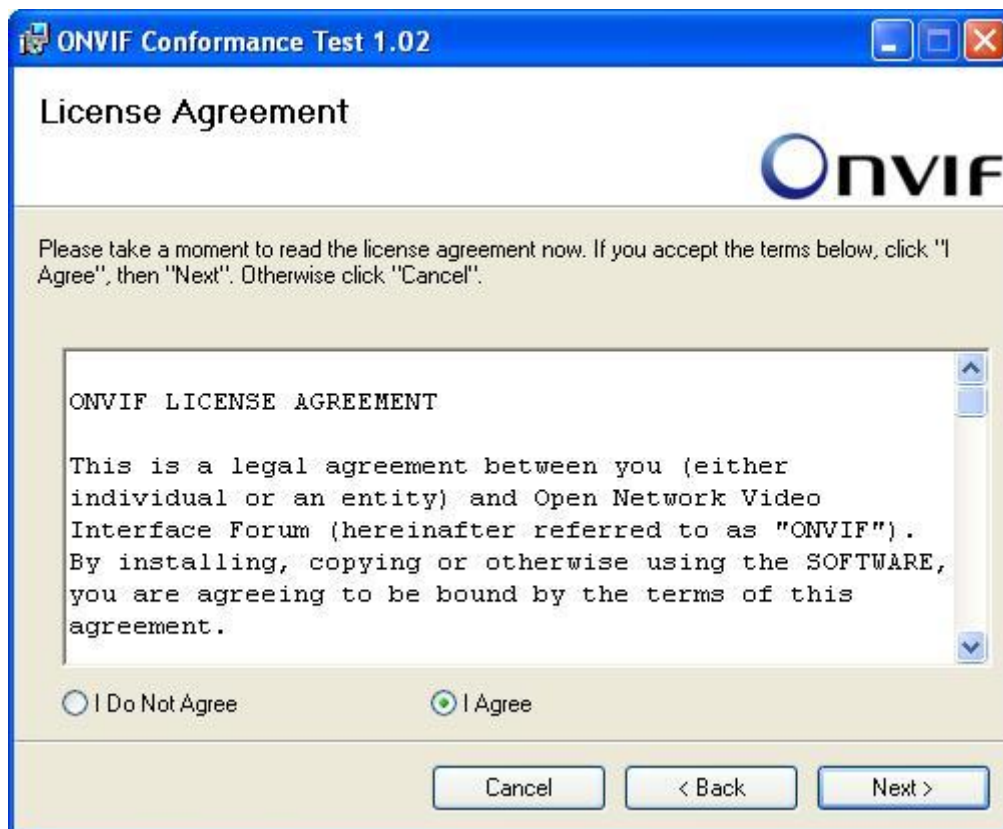 ONVIF Conformance Test 1.02
License Agreement
ONVIF
Please take a moment to read the license agreement now. If you accept the terms below, click "I
Agree", then "Next". Otherwise click "Cancel".
ONVIF LICENSE AGREEMENT
This is a legal agreement between you (either
individual or an entity) and Open Network Video
Interface Forum (hereinafter referred to as "ONVIF").
By installing, copying or otherwise using the SOFTWARE,
you are agreeing to be bound by the terms of this
agreement.
I Do Not Agree
I Agree
Cancel
< Back
Next >